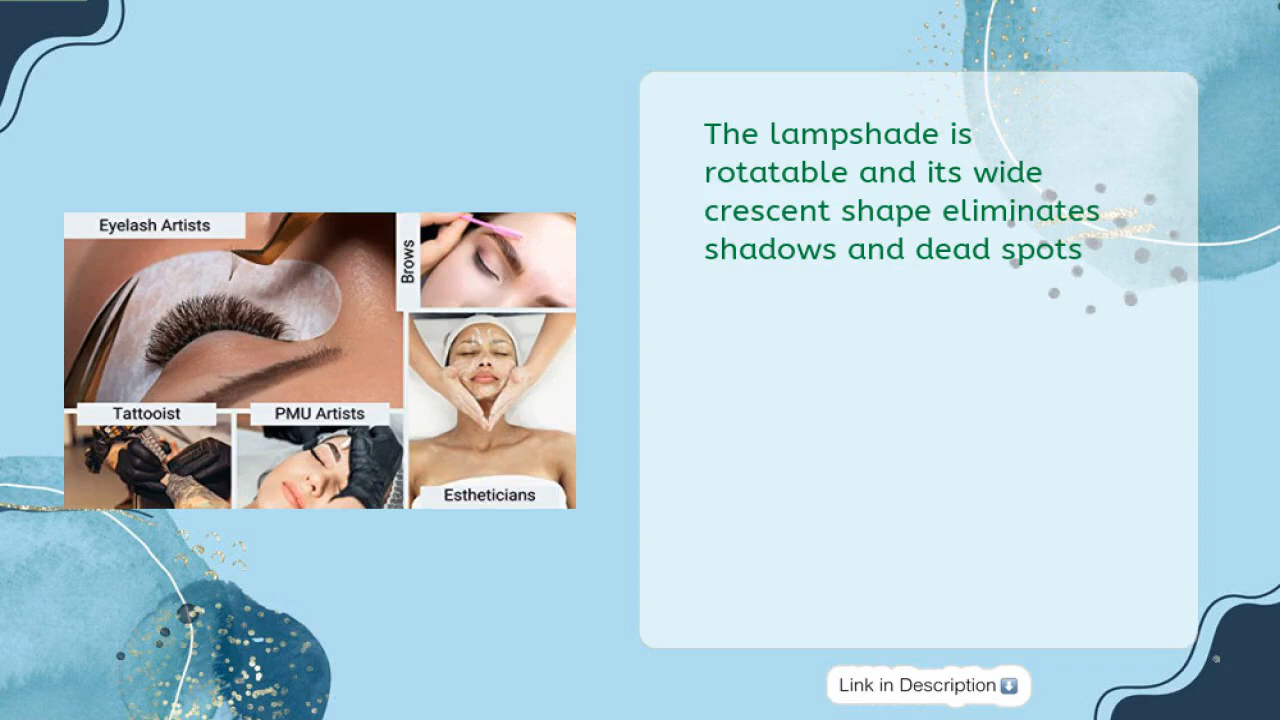 Eyelash Artists
Brows
Tattooist
PMU Artists
Estheticians
The lampshade is
rotatable and its wide
crescent shape eliminates
shadows and dead spots
Link in Description⬇️